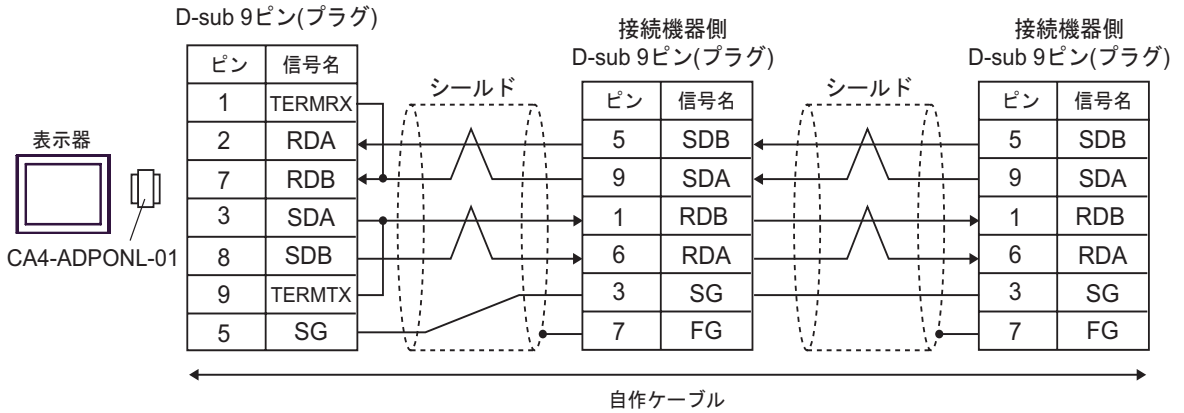 D-sub 9ピン(プラグ)
ピン 信号名
1 TERMRX
2 RDA
7 RDB
3 SDA
8 SDB
9 TERMTX
5 SG
表示器
CA4-ADPONL-01
シールド
接続機器側
D-sub 9ピン(プラグ)
ピン 信号名
5 SDB
9 SDA
1 RDB
6 RDA
3 SG
7 FG
シールド
接続機器側
D-sub 9ピン(プラグ)
ピン 信号名
5 SDB
9 SDA
1 RDB
6 RDA
3 SG
7 FG
自作ケーブル